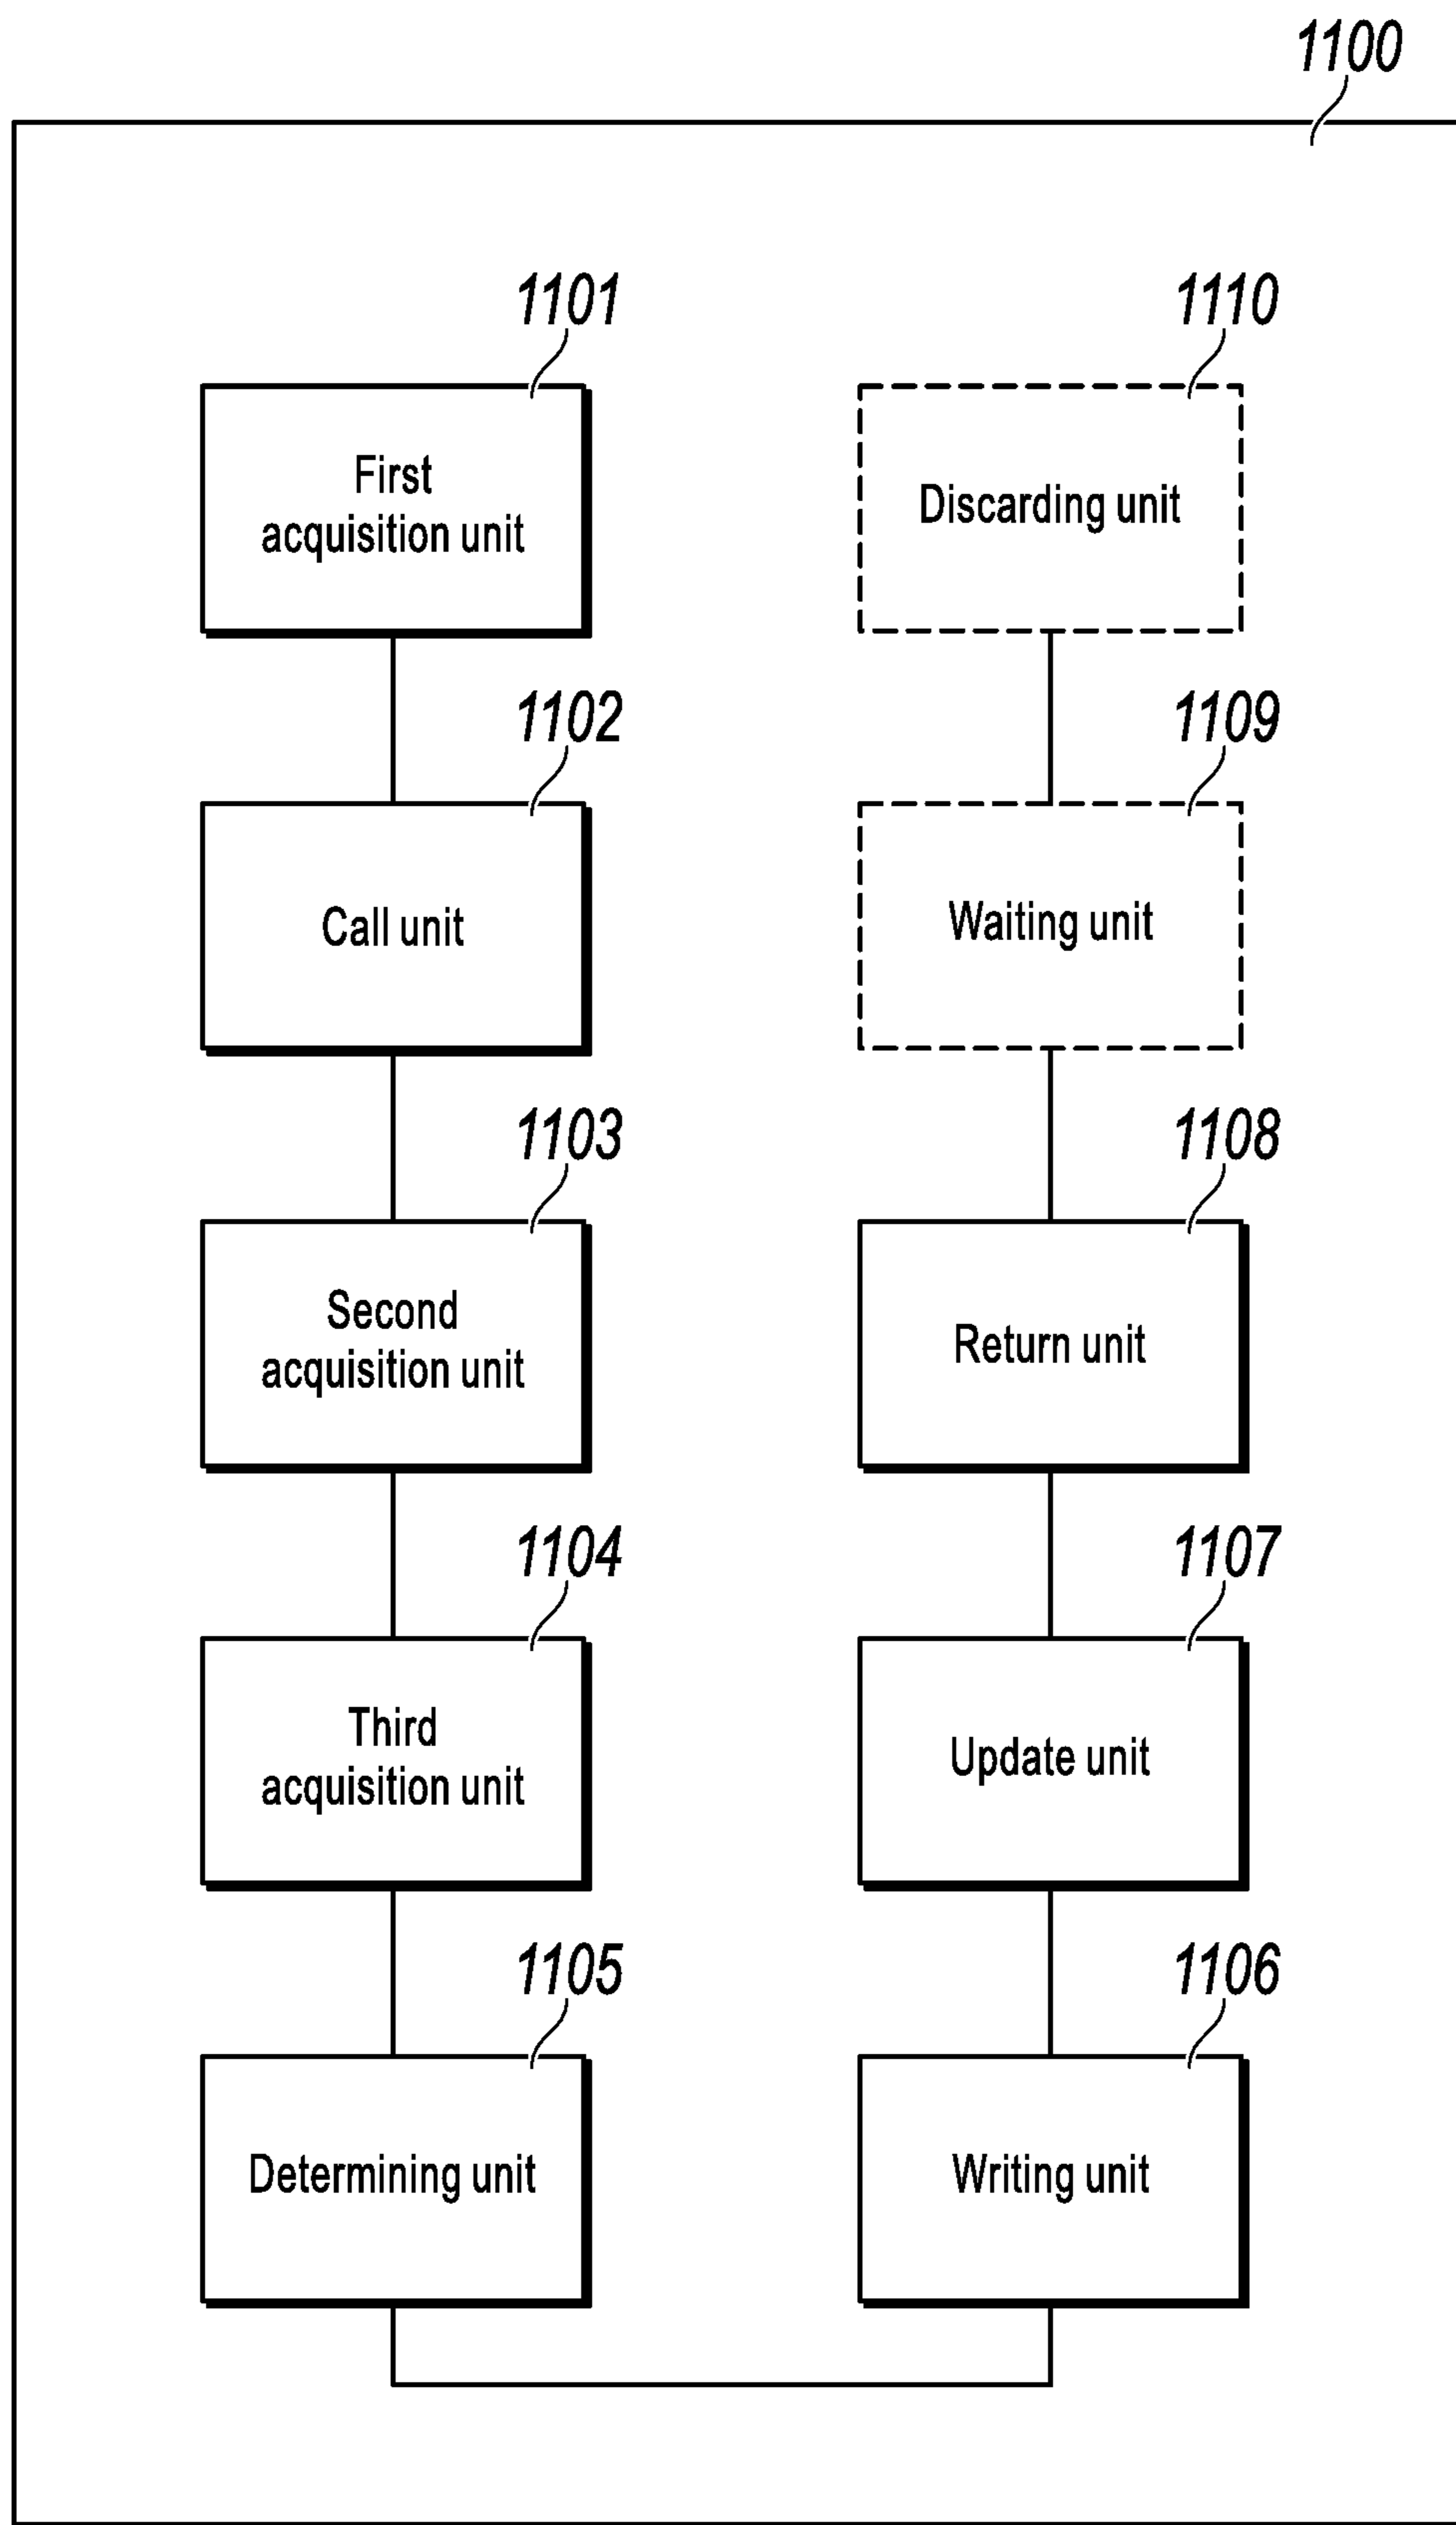 1100
1101
First
acquisition unit
1102
Call unit
1103
Second
acquisition unit
1104
Third
acquisition unit
1105
Determining unit
1110
Discarding unit
1109
Waiting unit
1108
Return unit
1107
Update unit
1106
Writing unit